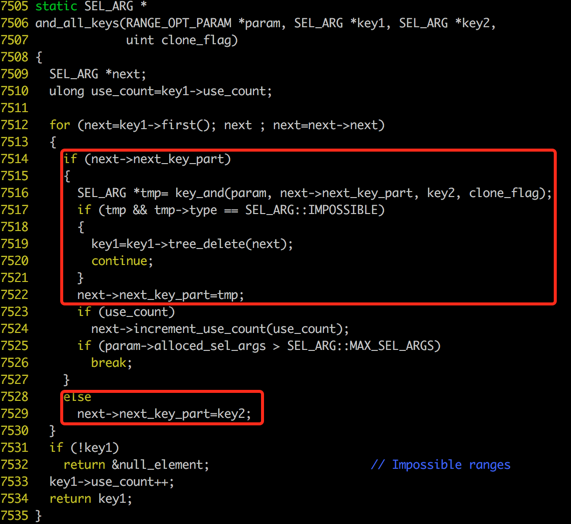 7505 static SEL_ARG *
7506 and_all_keys(RANGE_OPT_PARAM *param, SEL_ARG *key1, SEL_ARG *key2,
7507              uint clone_flag)
7508 {
7509   SEL_ARG *next;
7510   ulong use_count=key1->use_count;
7511
7512   for (next=key1->first(); next ; next=next->next)
7513   {
7514     if (next->next_key_part)
7515     {
7516       SEL_ARG *tmp= key_and(param, next->next_key_part, key2, clone_flag);
7517       if (tmp && tmp->type == SEL_ARG::IMPOSSIBLE)
7518       {
7519         key1=key1->tree_delete(next);
7520         continue;
7521       }
7522       next->next_key_part=tmp;
7523       if (use_count)
7524         next->increment_use_count(use_count);
7525       if (param->alloced_sel_args > SEL_ARG::MAX_SEL_ARGS)
7526         break;
7527     }
7528     else
7529       next->next_key_part=key2;
7530   }
7531   if (!key1)
7532     return &null_element;                       // Impossible ranges
7533   key1->use_count++;
7534   return key1;
7535 }